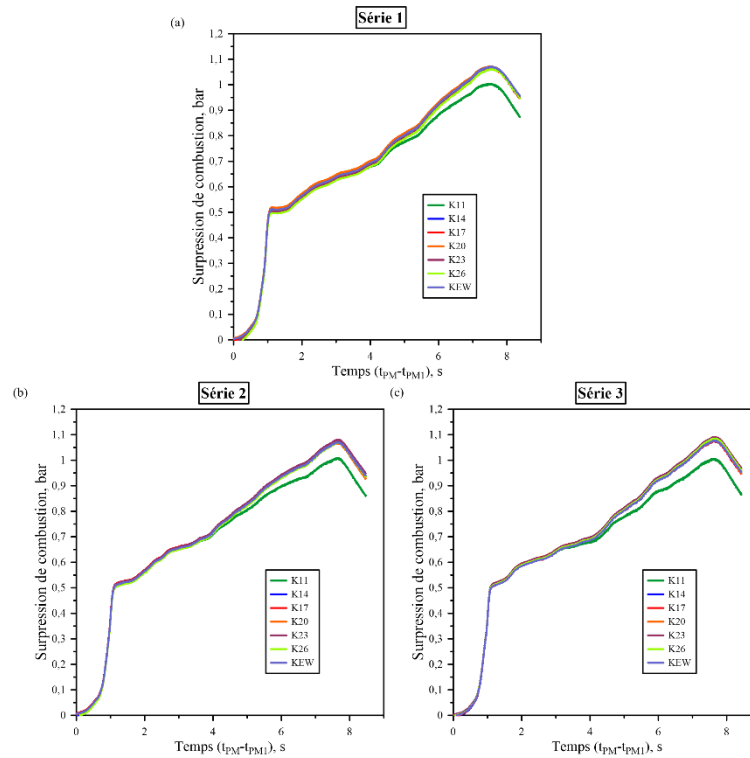 Série 1
(a)
1,2
1,1
1
0,9
0,8
0,7
0,6
0,5
0,4
0,3
0,2
0,1
0
Surpression de combustion, bar
K11
K14
K17
K20
K23
K26
KEW
0 2 4 6 8
Temps (tPM-tPM1), s
Série 2
(b)
1,2
1,1
1
0,9
0,8
0,7
0,6
0,5
0,4
0,3
0,2
0,1
0
Surpression de combustion, bar
K11
K14
K17
K20
K23
K26
KEW
0 2 4 6 8
Temps (tPM-tPM1), s
Série 3
(c)
1,2
1,1
1
0,9
0,8
0,7
0,6
0,5
0,4
0,3
0,2
0,1
0
Surpression de combustion, bar
K11
K14
K17
K20
K23
K26
KEW
0 2 4 6 8
Temps (tPM-tPM1), s